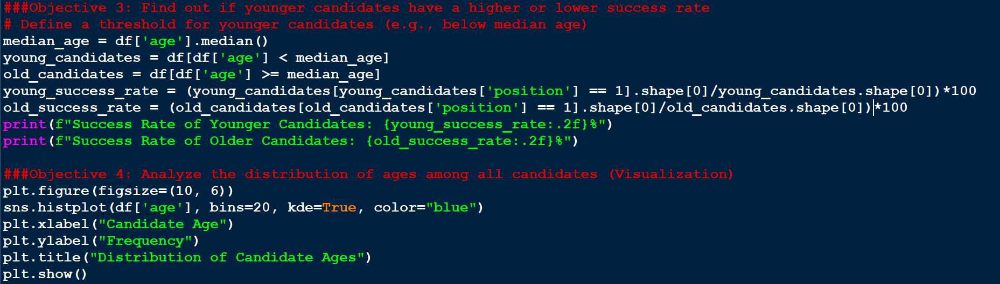 ###Objective 3: Find out if younger candidates have a higher or lower success rate
# Define a threshold for younger candidates (e.g., below median age)
median_age = df['age'].median()
young_candidates = df[df['age'] < median_age]
old_candidates = df[df['age'] >= median_age]
young_success_rate = (young_candidates[young_candidates['position'] == 1].shape[0]/young_candidates.shape[0])*100
old_success_rate = (old_candidates[old_candidates['position'] == 1].shape[0]/old_candidates.shape[0])*100
print(f"Success Rate of Younger Candidates: {young_success_rate:.2f}%")
print(f"Success Rate of Older Candidates: {old_success_rate:.2f}%")

###Objective 4: Analyze the distribution of ages among all candidates (Visualization)
plt.figure(figsize=(10, 6))
sns.histplot(df['age'], bins=20, kde=True, color="blue")
plt.xlabel("Candidate Age")
plt.ylabel("Frequency")
plt.title("Distribution of Candidate Ages")
plt.show()